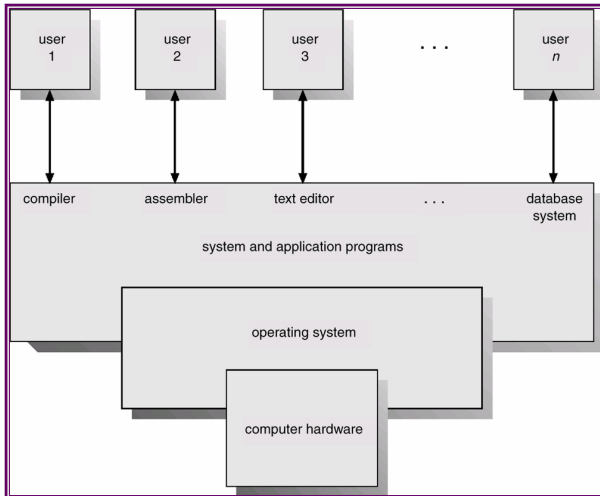 user
1
user
2
user
3
. . .
user
n
compiler
assembler
text editor
. . .
database
system
system and application programs
operating system
computer hardware